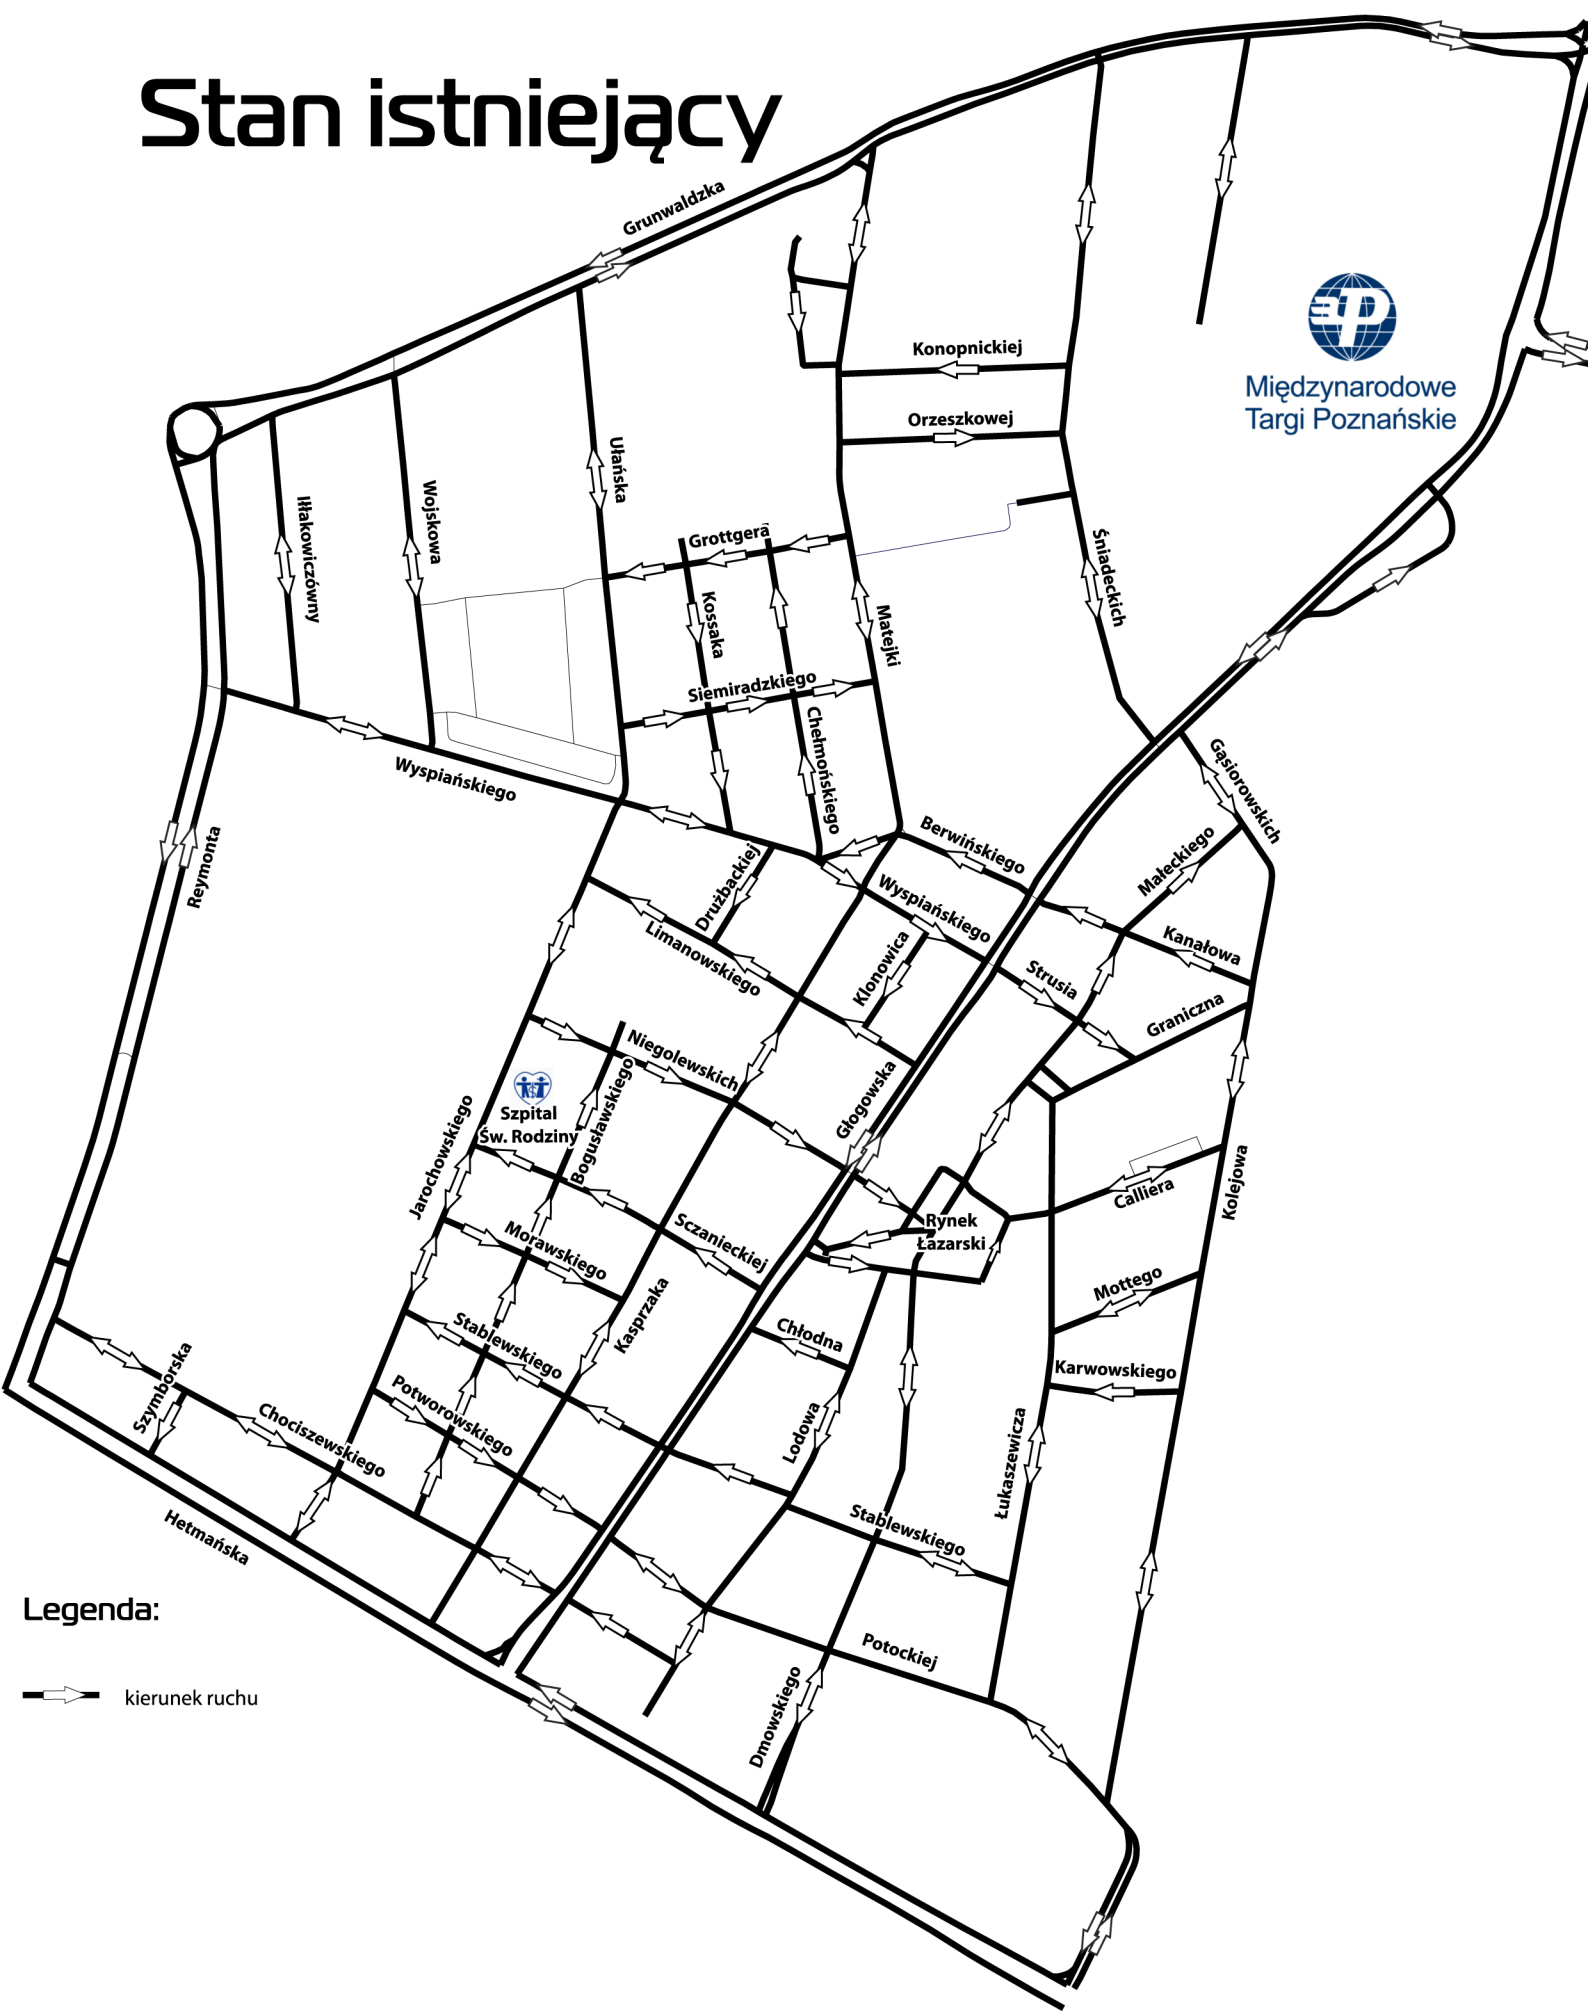 Stan istniejący
Grunwaldzka
Konopnickiej
Orzeszkowej
Międzynarodowe
Targi Poznańskie
Ułańska
Wojskowa
Iłłakowiczówny
Grottgera
Kossaka
Matejki
Śniadeckich
Siemiradzkiego
Chełmońskiego
Wyspiańskiego
Gąsiorowskich
Reymonta
Berwińskiego
Małeckiego
Drużbackiej
Wyspiańskiego
Limanowskiego
Klonowica
Kanałowa
Strusia
Graniczna
Niegolewskich
Głogowska
Szpital
Św. Rodziny
Bogusławskiego
Jarochowskiego
Calliera
Kolejowa
Rynek
Łazarski
Sczanieckiej
Morawskiego
Mottego
Kasprzaka
Stablewskiego
Chłodna
Karwowskiego
Szymborska
Potworowskiego
Chociszewskiego
Lodowa
Łukaszewicza
Stablewskiego
Hetmańska
Legenda:
kierunek ruchu
Potockiej
Dmowskiego